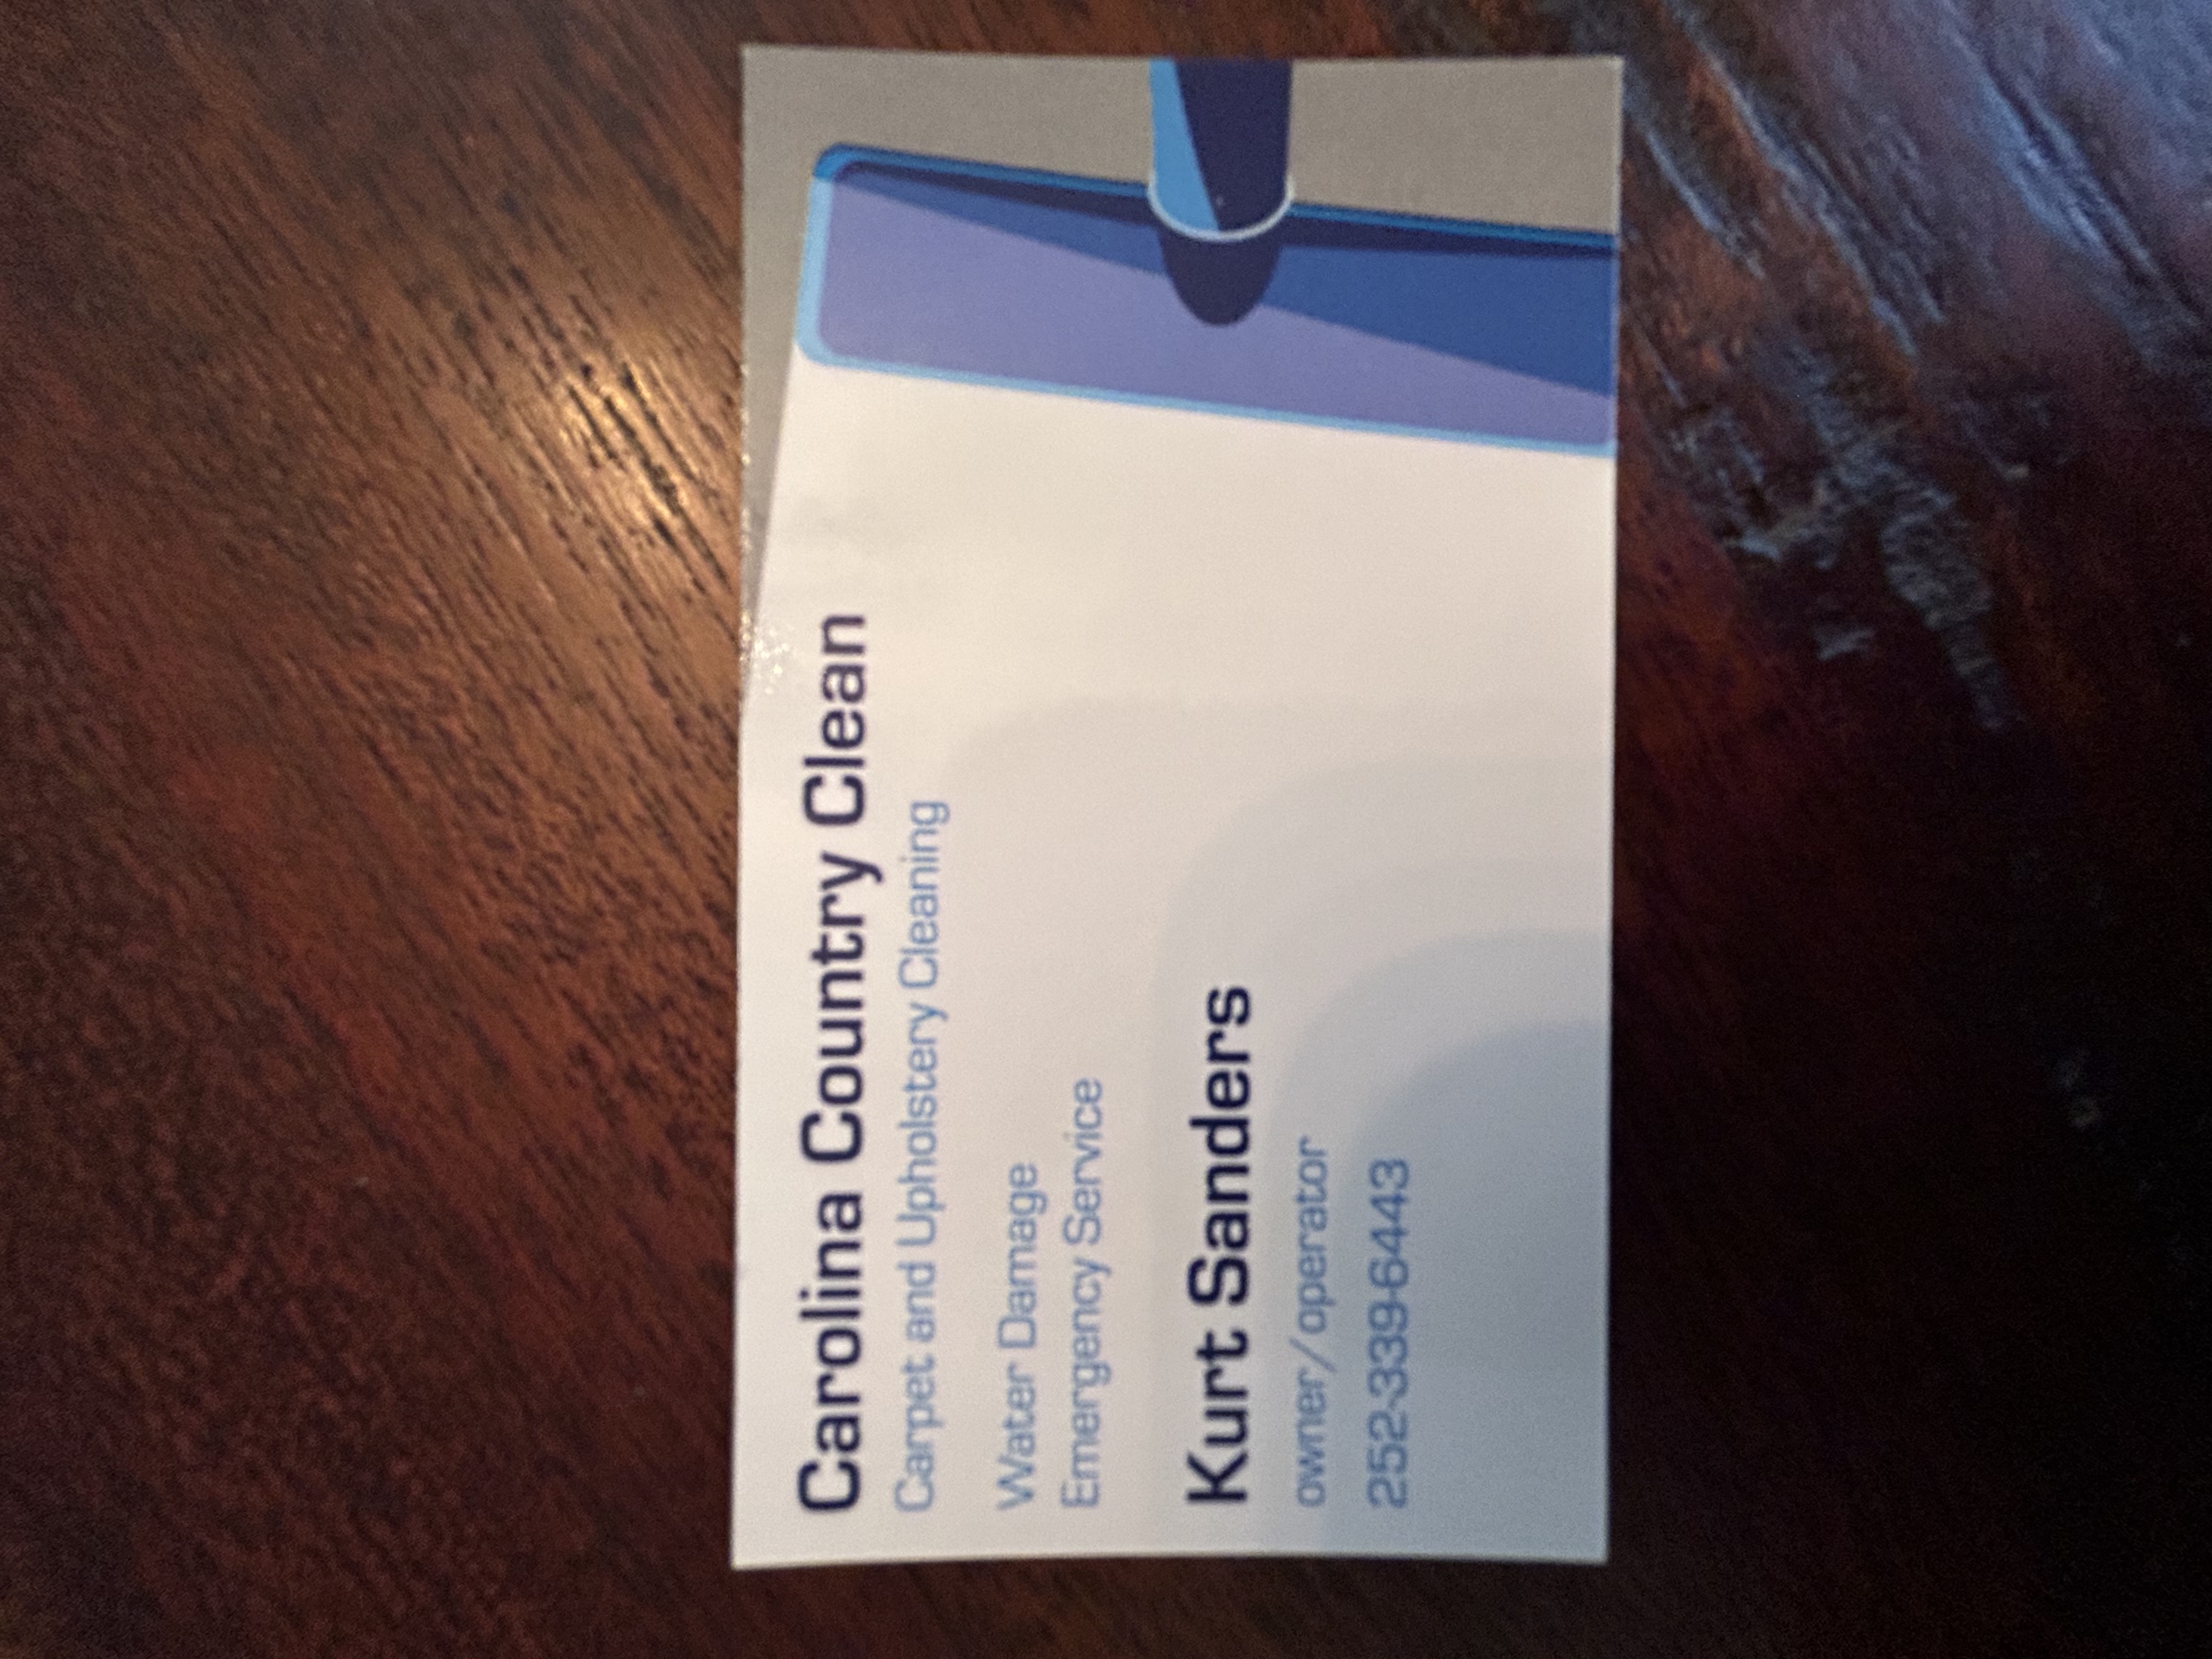 Carolina Country Clean
Carpet and Upholstery Cleaning
Water Damage
Emergency Service
Kurt Sanders
owner/operator
252-339-6443